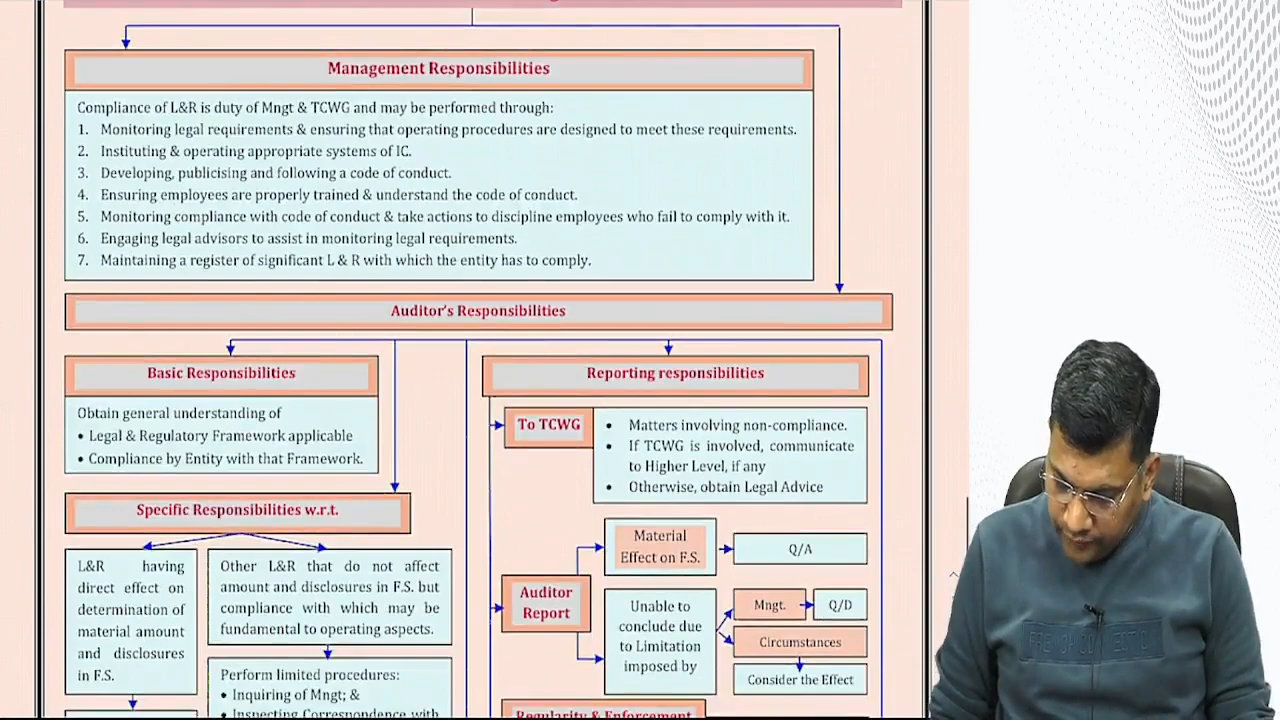 Management Responsibilities
Compliance of L&R is duty of Mngt & TCWG and may be performed through:
1. Monitoring legal requirements & ensuring that operating procedures are designed to meet these requirements.
2. Instituting & operating appropriate systems of IC.
3. Developing, publicising and following a code of conduct.
4. Ensuring employees are properly trained & understand the code of conduct.
5. Monitoring compliance with code of conduct & take actions to discipline employees who fail to comply with it.
6. Engaging legal advisors to assist in monitoring legal requirements.
7. Maintaining a register of significant L & R with which the entity has to comply.
Auditor's Responsibilities
Basic Responsibilities
Obtain general understanding of
• Legal & Regulatory Framework applicable
• Compliance by Entity with that Framework.
Specific Responsibilities w.r.t.
L&R having
direct effect on
determination of
material amount
and disclosures
in F.S.
Other L&R that do not affect
amount and disclosures in F.S. but
compliance with which may be
fundamental to operating aspects.
Perform limited procedures:
• Inquiring of Mngt; &
• Inspecting Correspondence with
Reporting responsibilities
To TCWG
• Matters involving non-compliance.
• If TCWG is involved, communicate
to Higher Level, if any
• Otherwise, obtain Legal Advice
Auditor
Report
Material
Effect on F.S.
Q/A
Unable to
conclude due
to Limitation
imposed by
Mngt.
Q/D
Circumstances
Consider the Effect
Regularity & Enforcement